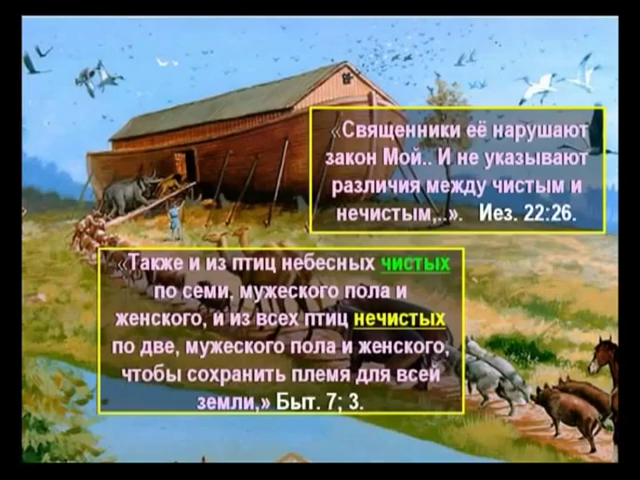 «Священники её нарушают
закон Мой.. И не указывают
различия между чистым и
нечистым,..». Иез. 22:26.
«Также и из птиц небесных чистых
по семи, мужеского пола и
женского, и из всех птиц нечистых
по две, мужеского пола и женского,
чтобы сохранить племя для всей
земли,» Быт. 7; 3.